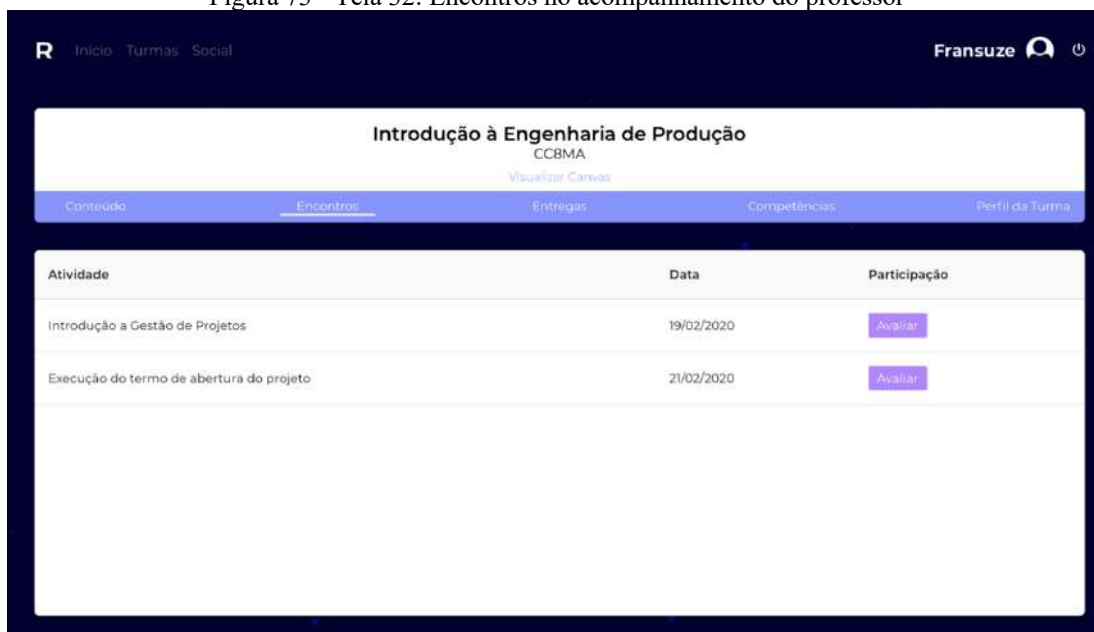 Figura 73 - Tela 32: Encontros no acompanhamento do professor
R Início Turmas Social Fransuze
Introdução à Engenharia de Produção
CC8MA
Visualizar Canvas
Conteúdo Encontros Entregas Competências Perfil da Turma
Atividade Data Participação
Introdução a Gestão de Projetos 19/02/2020 Avaliar
Execução do termo de abertura do projeto 21/02/2020 Avaliar